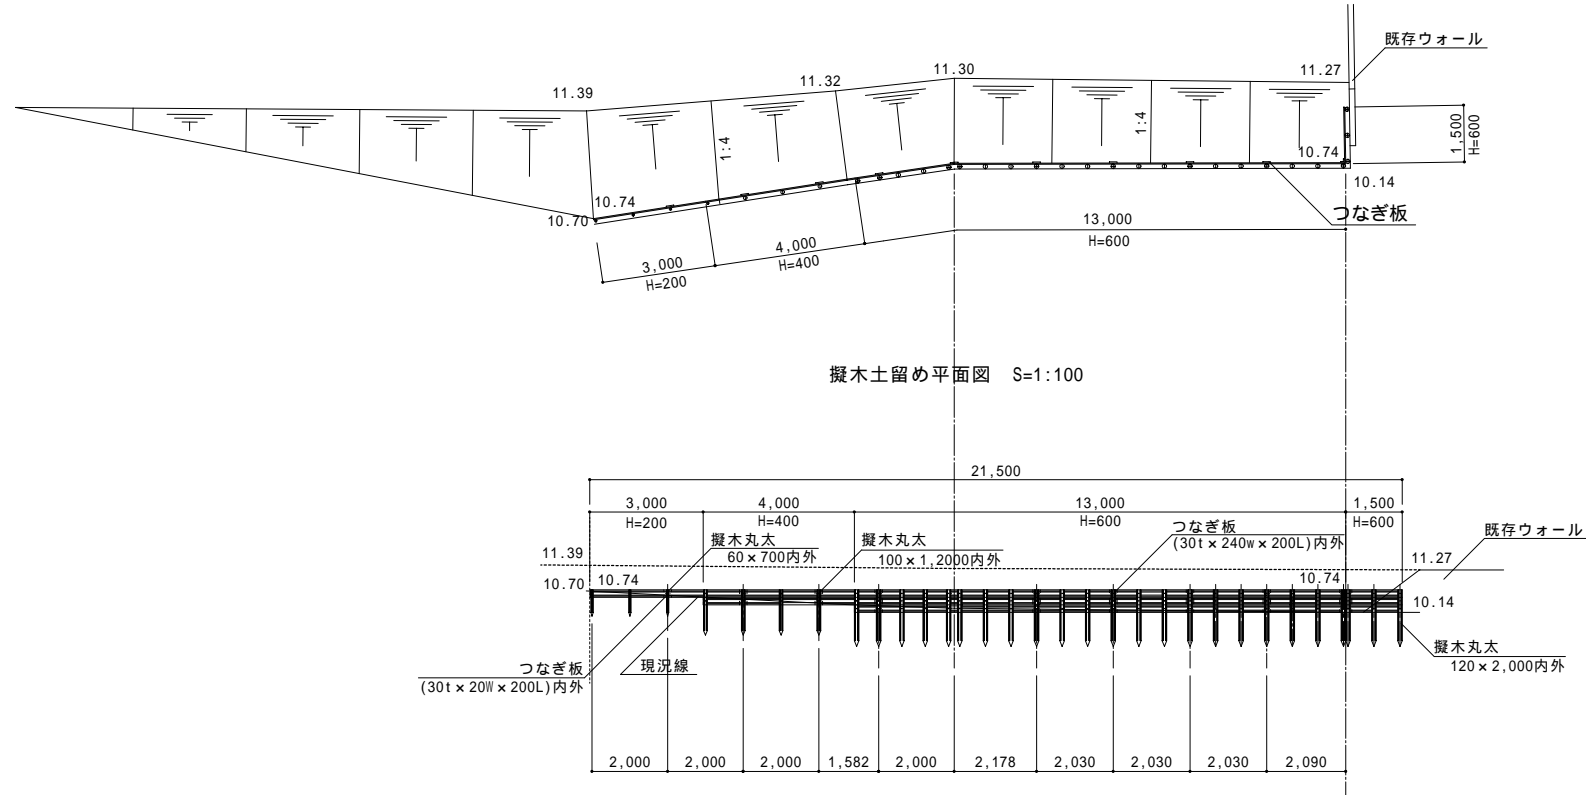 既存ウォール
11.39
11.32
11.30
11.27
1:4
1:4
1,500
H=600
10.74
10.70
10.74
10.14
つなぎ板
13,000
H=600
4,000
H=400
3,000
H=200
擬木土留め平面図 S=1:100
21,500
3,000
H=200
4,000
H=400
13,000
H=600
1,500
H=600
擬木丸太
60×700内外
擬木丸太
100×1,2000内外
つなぎ板
(30t×240w×200L)内外
既存ウォール
11.39
11.27
10.70
10.74
10.74
10.14
つなぎ板
(30t×20W×200L)内外
現況線
擬木丸太
120×2,000内外
2,000
2,000
2,000
1,582
2,000
2,178
2,030
2,030
2,030
2,090